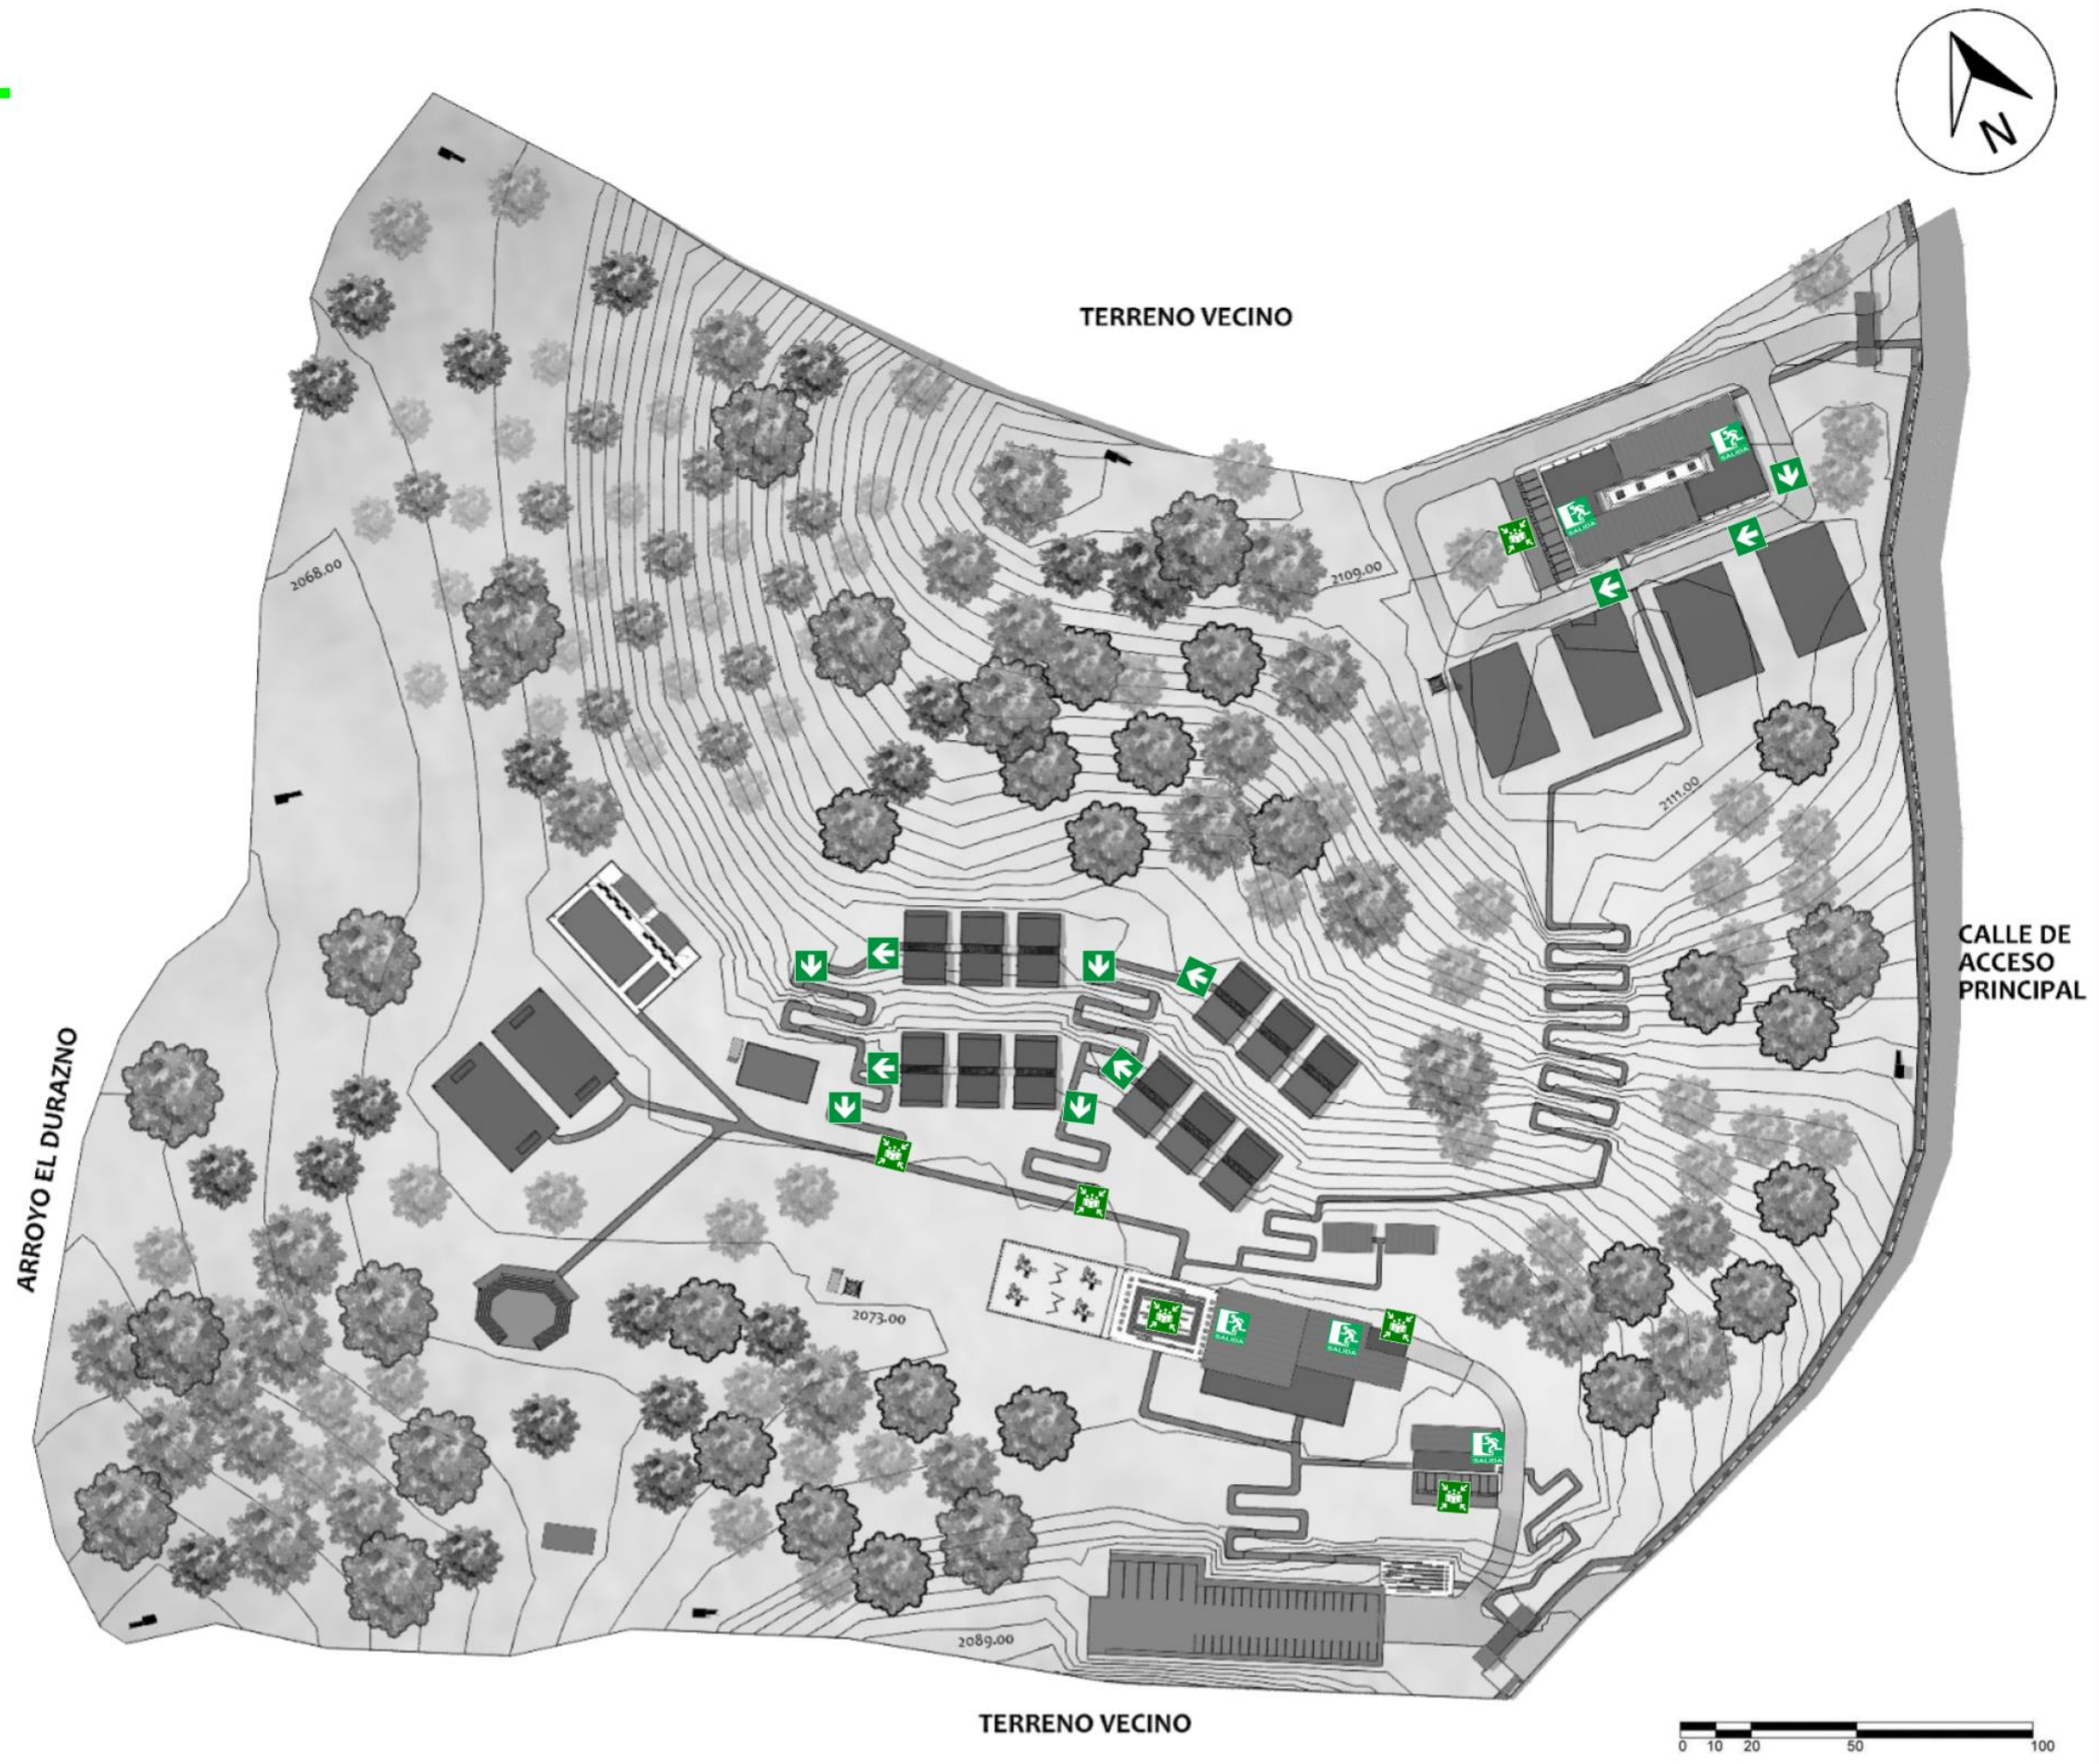 N
TERRENO VECINO
SALIDA
SALIDA
2068.00
2109.00
2111.00
CALLE DE
ACCESO
PRINCIPAL
ARROYO EL DURAZNO
2073.00
SALIDA
SALIDA
SALIDA
2089.00
TERRENO VECINO
0 10 20 50 100